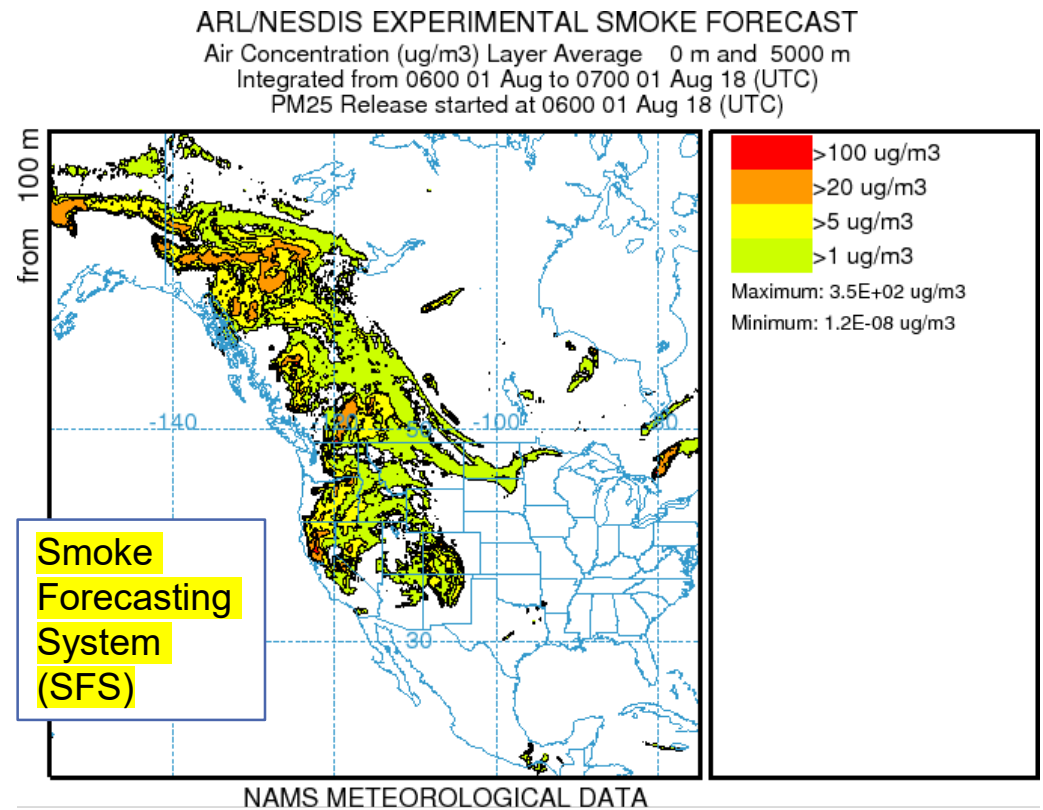 ARL/NESDIS EXPERIMENTAL SMOKE FORECAST
Air Concentration (ug/m3) Layer Average 0 m and 5000 m
Integrated from 0600 01 Aug to 0700 01 Aug 18 (UTC)
PM25 Release started at 0600 01 Aug 18 (UTC)
from 100 m
>100 ug/m3
>20 ug/m3
>5 ug/m3
>1 ug/m3
Maximum: 3.5E+02 ug/m3
Minimum: 1.2E-08 ug/m3
-140
-100
30
Smoke
Forecasting
System
(SFS)
NAMS METEOROLOGICAL DATA